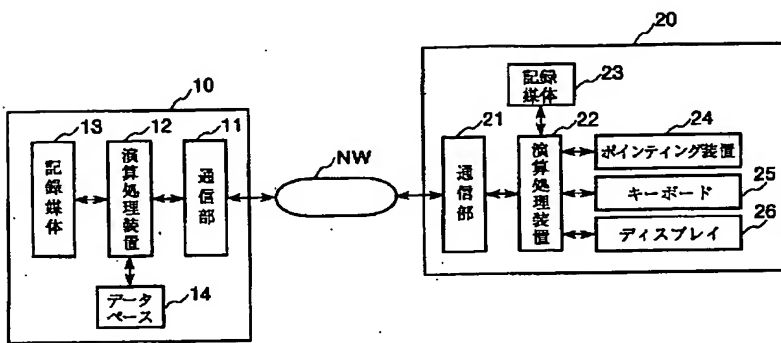 10
13
記録媒体
12
演算処理装置
11
通信部
データ
ベース
14
NW
20
記録
媒体
23
21
通信部
22
演算処理装置
24
ポインティング装置
キーボード
25
ディスプレイ
26